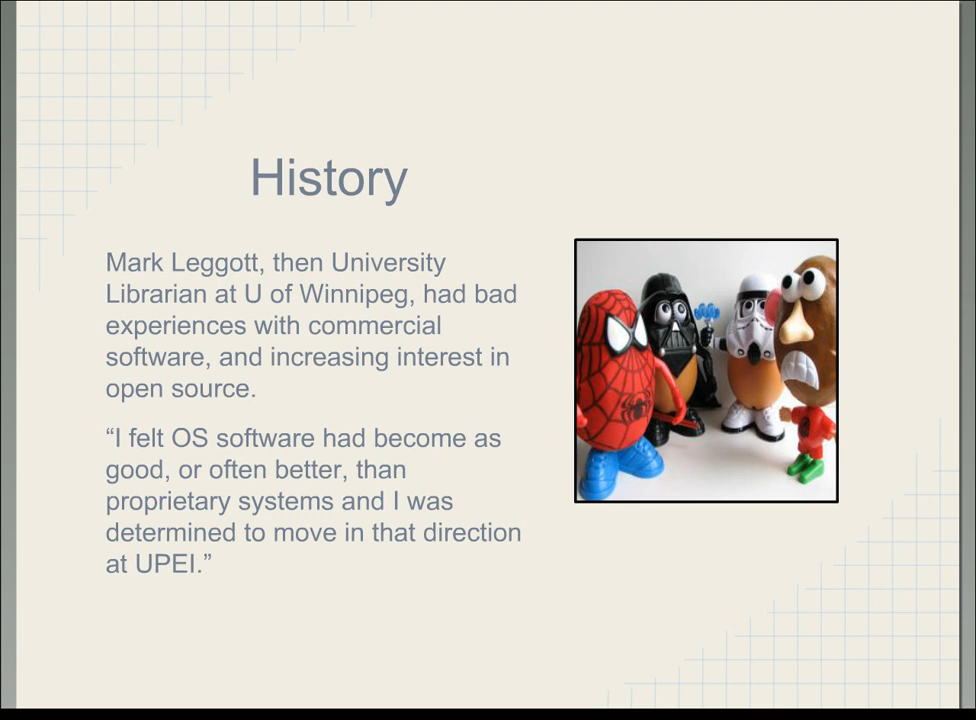 History
Mark Leggott, then University
Librarian at U of Winnipeg, had bad
experiences with commercial
software, and increasing interest in
open source.
“I felt OS software had become as
good, or often better, than
proprietary systems and I was
determined to move in that direction
at UPEI.”